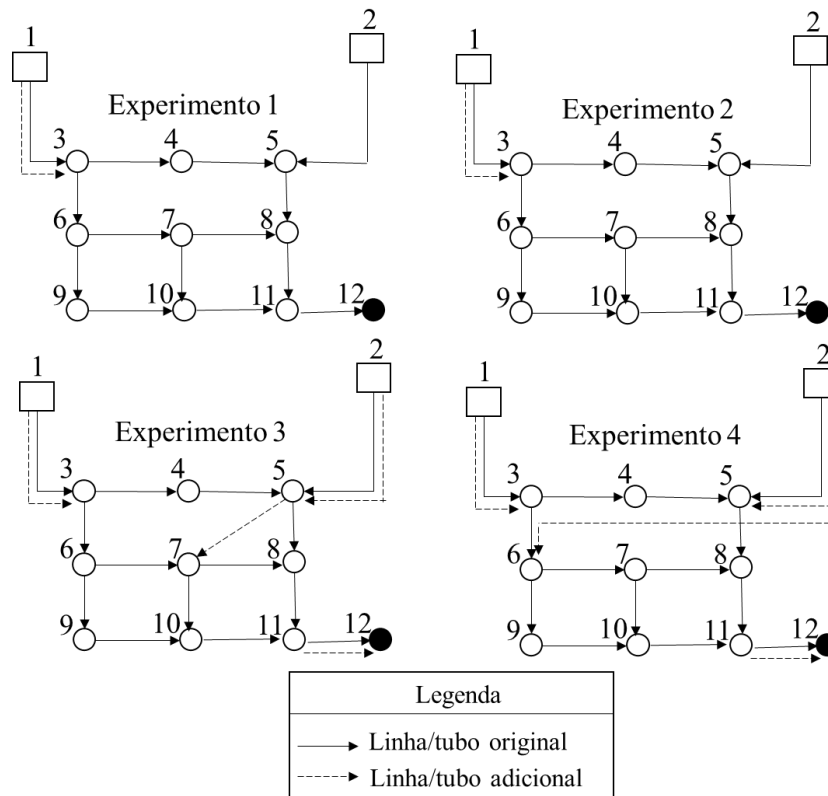 1
2
Experimento 1
3 4 5
6 7 8
9 10 11 12
1
2
Experimento 2
3 4 5
6 7 8
9 10 11 12
1
2
Experimento 3
3 4 5
6 7 8
9 10 11 12
1
2
Experimento 4
3 4 5
6 7 8
9 10 11 12
Legenda
Linha/tubo original
Linha/tubo adicional